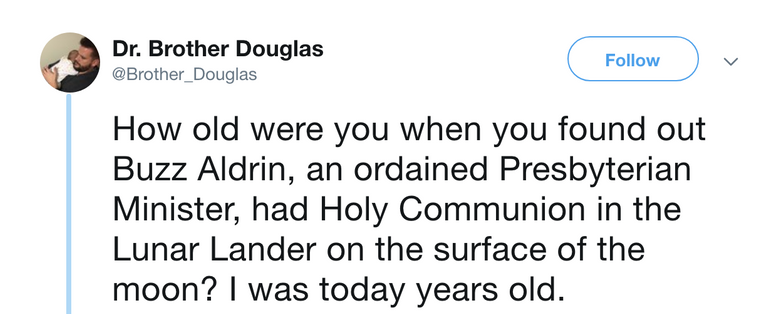 Dr. Brother Douglas
@Brother_Douglas
Follow
How old were you when you found out
Buzz Aldrin, an ordained Presbyterian
Minister, had Holy Communion in the
Lunar Lander on the surface of the
moon? I was today years old.